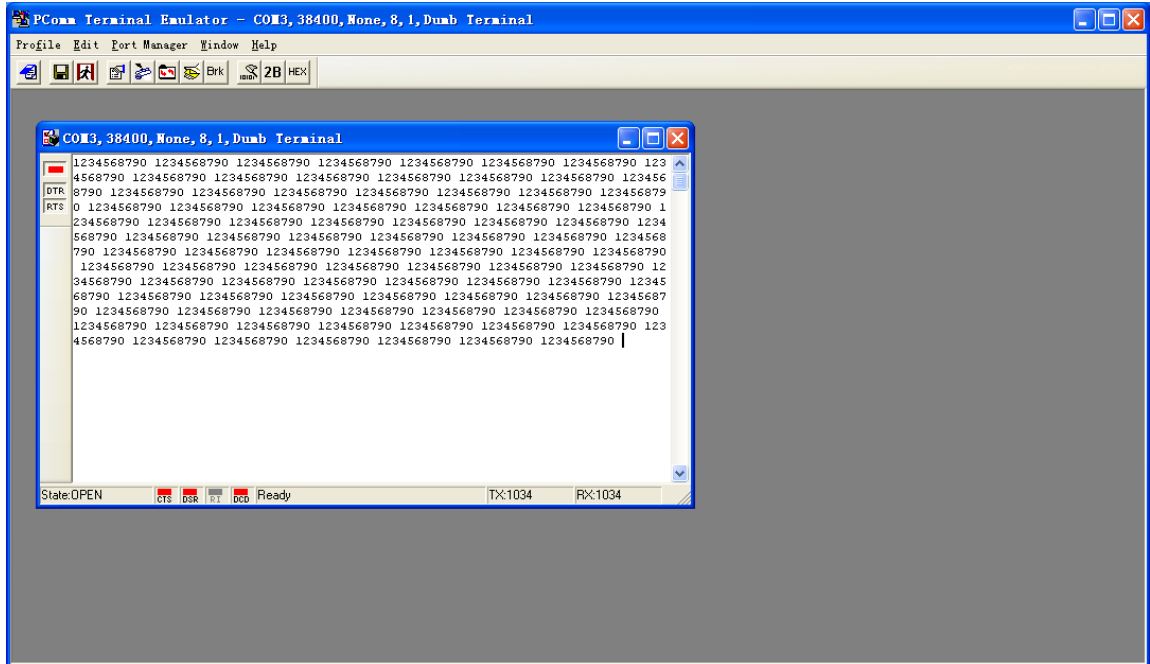 PComm Terminal Emulator - COM3,38400,None,8,1,Dumb Terminal
Profile Edit Port Manager Window Help
Brk 2B HEX
COM3,38400,None,8,1,Dumb Terminal
1234568790 1234568790 1234568790 1234568790 1234568790 1234568790 1234568790 123
4568790 1234568790 1234568790 1234568790 1234568790 1234568790 1234568790 123456
8790 1234568790 1234568790 1234568790 1234568790 1234568790 1234568790 123456879
0 1234568790 1234568790 1234568790 1234568790 1234568790 1234568790 1234568790 1
234568790 1234568790 1234568790 1234568790 1234568790 1234568790 1234568790 1234
568790 1234568790 1234568790 1234568790 1234568790 1234568790 1234568790 1234568
790 1234568790 1234568790 1234568790 1234568790 1234568790 1234568790 1234568790
 1234568790 1234568790 1234568790 1234568790 1234568790 1234568790 1234568790 12
34568790 1234568790 1234568790 1234568790 1234568790 1234568790 1234568790 12345
68790 1234568790 1234568790 1234568790 1234568790 1234568790 1234568790 12345687
90 1234568790 1234568790 1234568790 1234568790 1234568790 1234568790 1234568790
1234568790 1234568790 1234568790 1234568790 1234568790 1234568790 1234568790 123
4568790 1234568790 1234568790 1234568790 1234568790 1234568790 1234568790
DTR
RTS
State:OPEN CTS DSR RI DCD Ready TX:1034 RX:1034